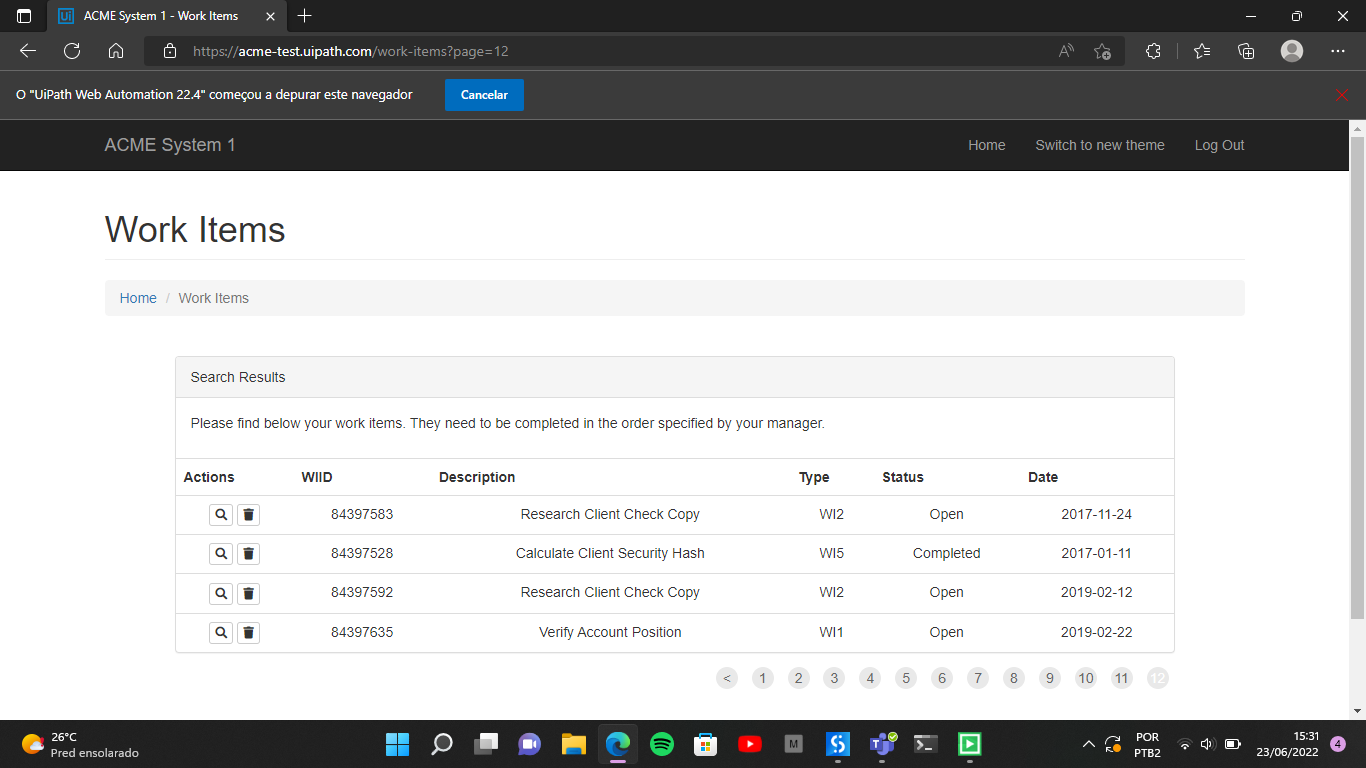 Ui ACME System 1 - Work Items
https://acme-test.uipath.com/work-items?page=12
O "UiPath Web Automation 22.4" começou a depurar este navegador Cancelar
ACME System 1 Home Switch to new theme Log Out
Work Items
Home / Work Items
Search Results
Please find below your work items. They need to be completed in the order specified by your manager.
Actions WIID Description Type Status Date
84397583 Research Client Check Copy WI2 Open 2017-11-24
84397528 Calculate Client Security Hash WI5 Completed 2017-01-11
84397592 Research Client Check Copy WI2 Open 2019-02-12
84397635 Verify Account Position WI1 Open 2019-02-22
< 1 2 3 4 5 6 7 8 9 10 11 12
26°C
Pred ensolarado
M
POR
PTB2
15:31
23/06/2022
4